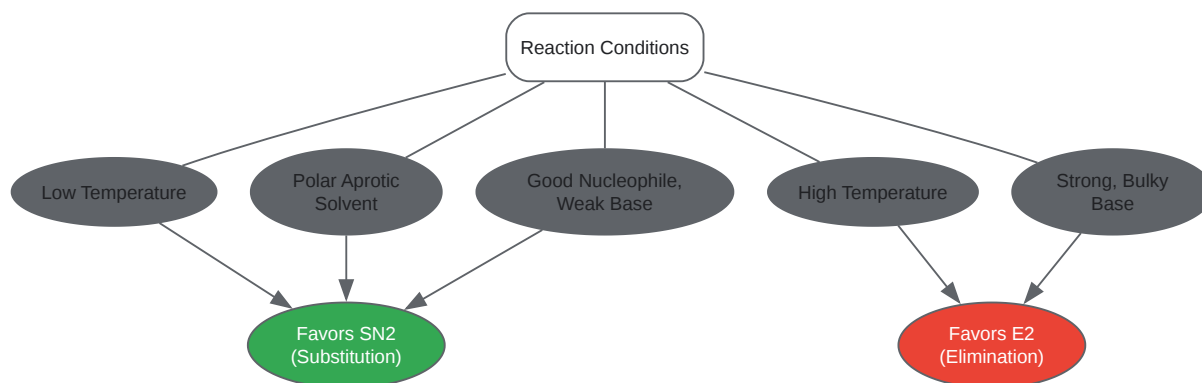 Reaction Conditions
Low Temperature
Polar Aprotic
Solvent
Good Nucleophile,
Weak Base
High Temperature
Strong, Bulky
Base
Favors SN2
(Substitution)
Favors E2
(Elimination)